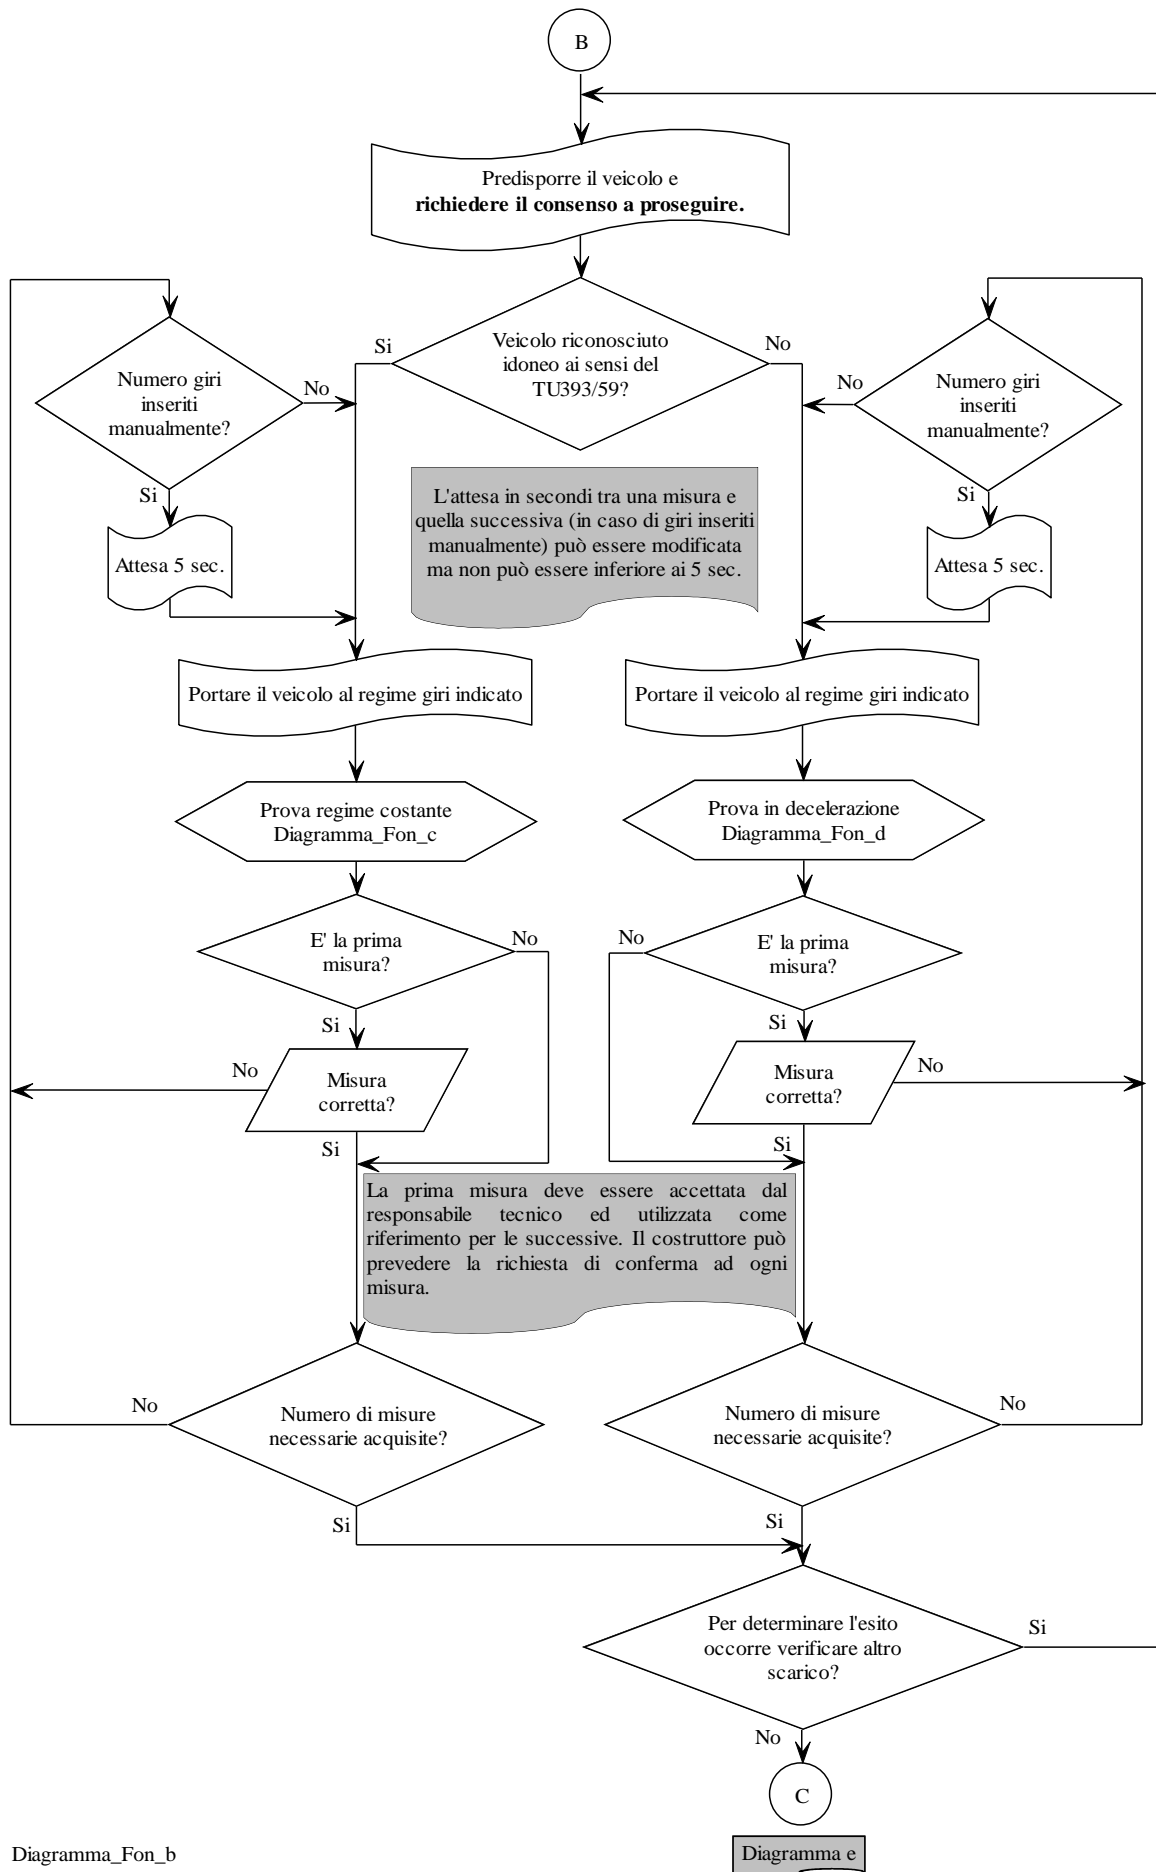 B
Predisporre il veicolo e
richiedere il consenso a proseguire.
Veicolo riconosciuto
idoneo ai sensi del
TU393/59?
Si
No
Numero giri
inseriti
manualmente?
No
Si
Attesa 5 sec.
No
Numero giri
inseriti
manualmente?
Si
Attesa 5 sec.
L'attesa in secondi tra una misura e
quella successiva (in caso di giri inseriti
manualmente) può essere modificata
ma non può essere inferiore ai 5 sec.
Portare il veicolo al regime giri indicato
Portare il veicolo al regime giri indicato
Prova regime costante
Diagramma_Fon_c
Prova in decelerazione
Diagramma_Fon_d
E' la prima
misura?
No
Si
No
E' la prima
misura?
Si
No
Misura
corretta?
Si
Misura
corretta?
No
Si
La prima misura deve essere accettata dal
responsabile tecnico ed utilizzata come
riferimento per le successive. Il costruttore può
prevedere la richiesta di conferma ad ogni
misura.
No
Numero di misure
necessarie acquisite?
Si
Numero di misure
necessarie acquisite?
No
Si
Per determinare l'esito
occorre verificare altro
scarico?
Si
No
C
Diagramma_Fon_b
Diagramma e